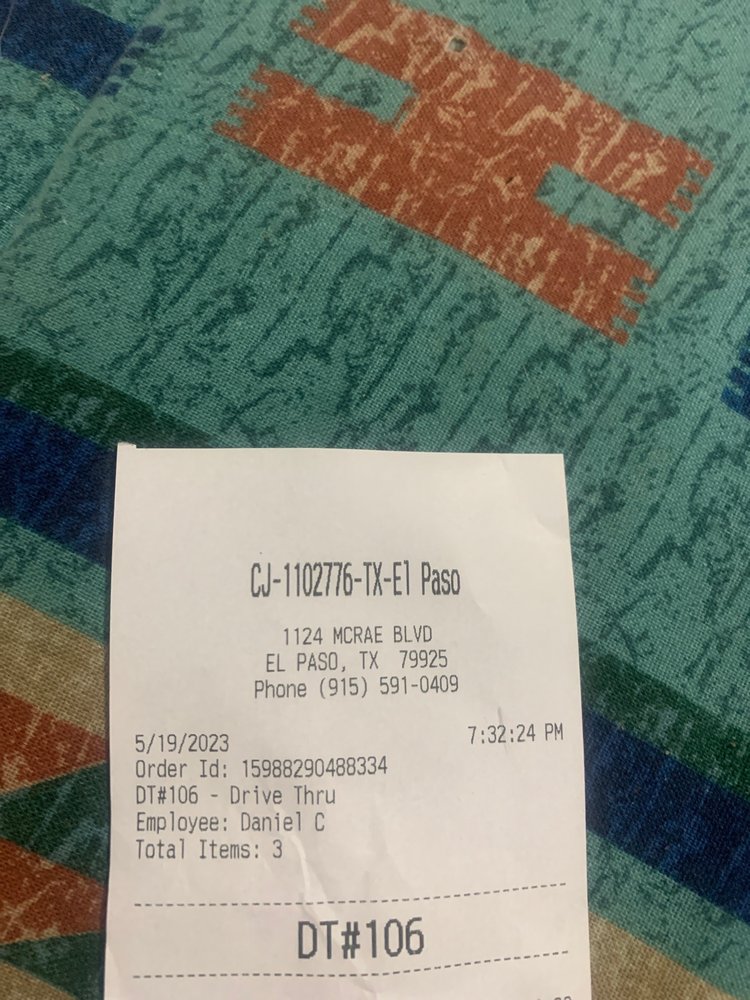 CJ-1102776-TX-El Paso
1124 MCRAE BLVD
EL PASO, TX 79925
Phone (915) 591-0409
5/19/2023 7:32:24 PM
Order Id: 15988290488334
DT#106 - Drive Thru
Employee: Daniel C
Total Items: 3
DT#106